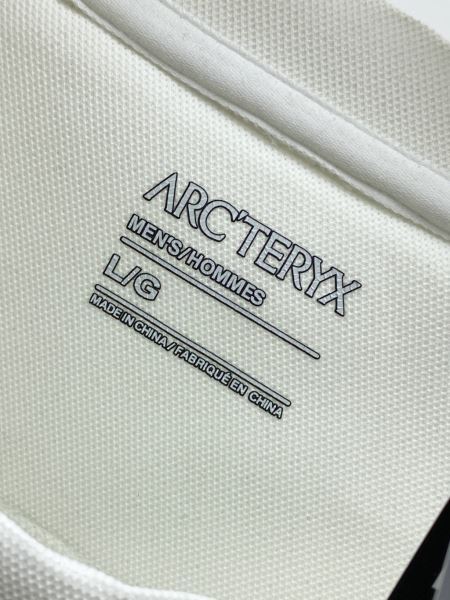 ARC'TERYX
MEN'S/HOMMES
L/G
MADE IN CHINA/FABRIQUÉ EN CHINA